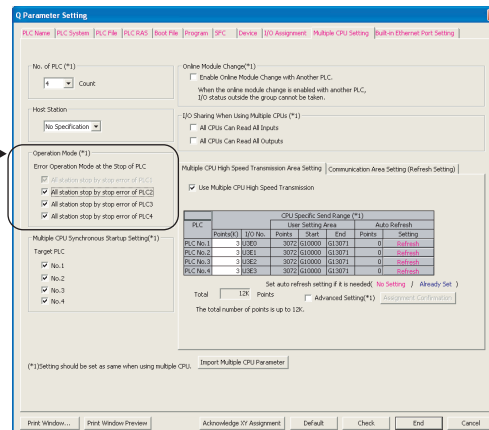 Q Parameter Setting
PLC Name PLC System PLC File PLC RAS Boot File Program SFC Device I/O Assignment Multiple CPU Setting Built-in Ethernet Port Setting
No. of PLC (*1)
4 Count
Host Station
No Specification
Operation Mode (*1)
Error Operation Mode at the Stop of PLC
All station stop by stop error of PLC1
All station stop by stop error of PLC2
All station stop by stop error of PLC3
All station stop by stop error of PLC4
Multiple CPU Synchronous Startup Setting(*1)
Target PLC
No.1
No.2
No.3
No.4
Online Module Change(*1)
Enable Online Module Change with Another PLC.
When the online module change is enabled with another PLC,
I/O status outside the group cannot be taken.
I/O Sharing When Using Multiple CPUs (*1)
All CPUs Can Read All Inputs
All CPUs Can Read All Outputs
Multiple CPU High Speed Transmission Area Setting Communication Area Setting (Refresh Setting)
Use Multiple CPU High Speed Transmission
CPU Specific Send Range (*1)
PLC User Setting Area Auto Refresh
Points(K) I/O No. Points Start End Points Setting
PLC No.1 3 U3E0 3072 G10000 G13071 0 Refresh
PLC No.2 3 U3E1 3072 G10000 G13071 0 Refresh
PLC No.3 3 U3E2 3072 G10000 G13071 0 Refresh
PLC No.4 3 U3E3 3072 G10000 G13071 0 Refresh
Set auto refresh setting if it is needed( No Setting / Already Set )
Total 12K Points Advanced Setting(*1) Assignment Confirmation
The total number of points is up to 12K.
(*1)Setting should be set as same when using multiple CPU. Import Multiple CPU Parameter
Print Window... Print Window Preview Acknowledge XY Assignment Default Check End Cancel